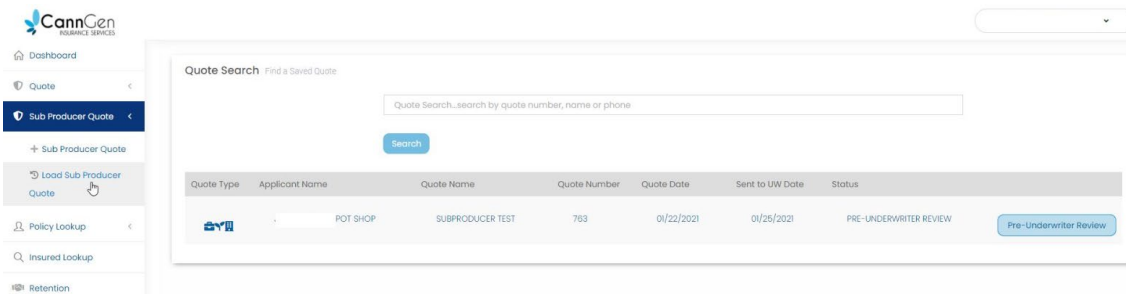 CannGen
INSURANCE SERVICES
Dashboard
Quote
Sub Producer Quote
+ Sub Producer Quote
Load Sub Producer
Quote
Policy Lookup
Insured Lookup
Retention
Quote Search Find a Saved Quote
Quote Search...search by quote number, name or phone
Search
Quote Type Applicant Name Quote Name Quote Number Quote Date Sent to UW Date Status
POT SHOP SUBPRODUCER TEST 763 01/22/2021 01/25/2021 PRE-UNDERWRITER REVIEW Pre-Underwriter Review